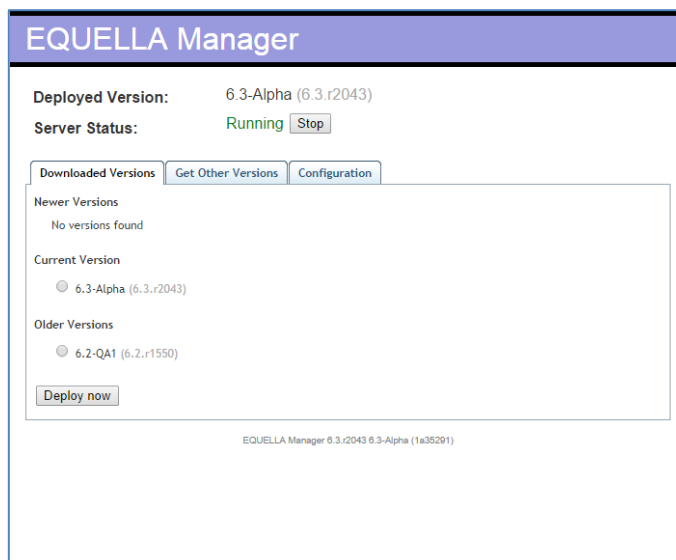 EQUELLA Manager
Deployed Version: 6.3-Alpha (6.3.r2043)
Server Status: Running Stop
Downloaded Versions Get Other Versions Configuration
Newer Versions
No versions found
Current Version
6.3-Alpha (6.3.r2043)
Older Versions
6.2-QA1 (6.2.r1550)
Deploy now
EQUELLA Manager 6.3.r2043 6.3-Alpha (1a35291)